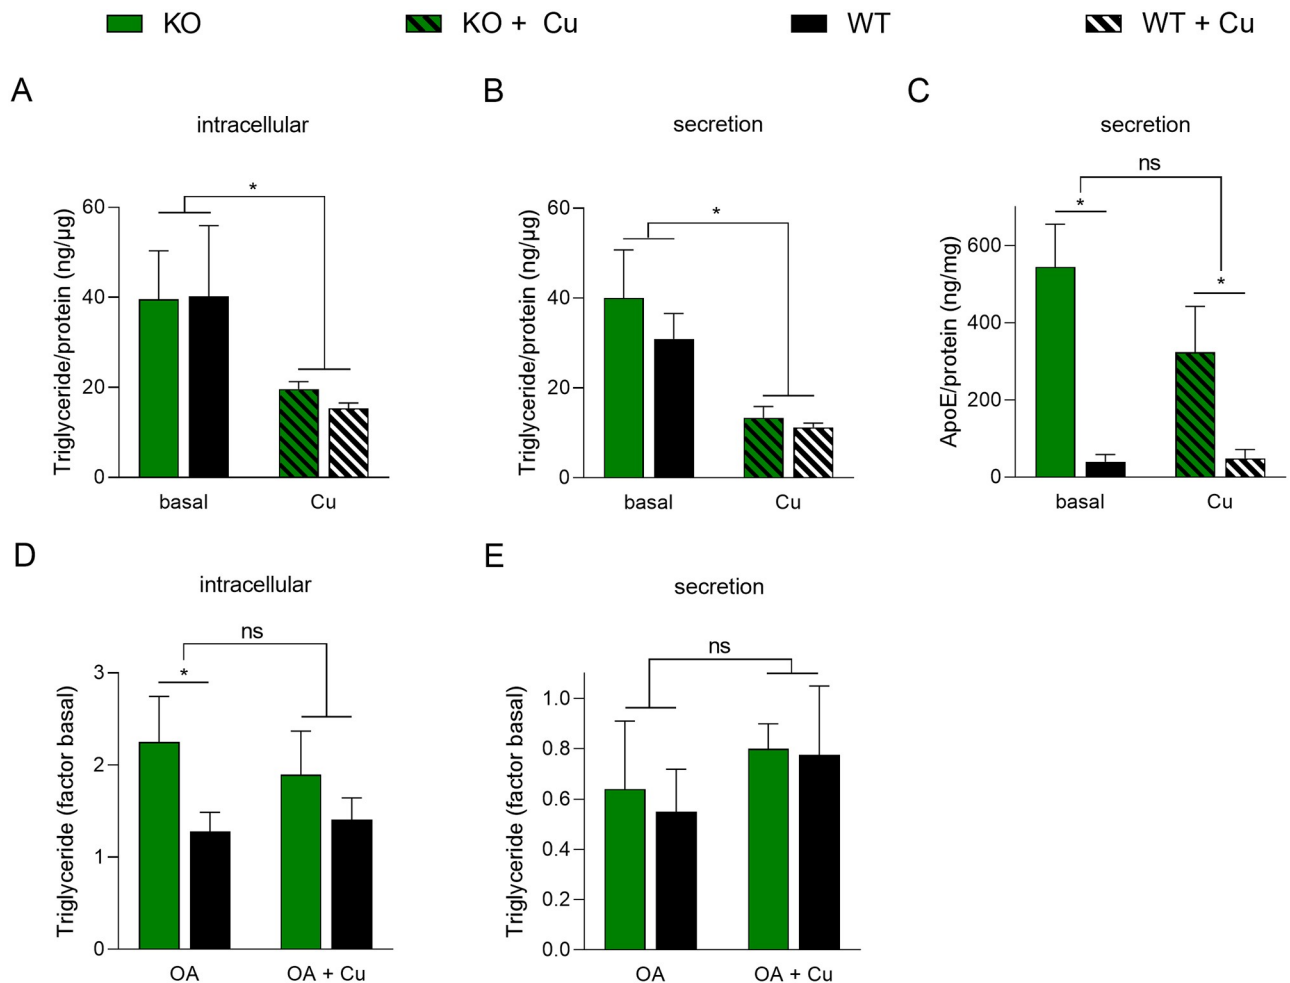 KO KO + Cu WT WT + Cu
A
intracellular
*
Triglyceride/protein (ng/µg)
60
40
20
0
basal Cu
B
secretion
*
Triglyceride/protein (ng/µg)
60
40
20
0
basal Cu
C
secretion
ns
*
*
ApoE/protein (ng/mg)
600
400
200
0
basal Cu
D
intracellular
ns
*
Triglyceride (factor basal)
3
2
1
0
OA OA + Cu
E
secretion
ns
Triglyceride (factor basal)
1.0
0.8
0.6
0.4
0.2
0.0
OA OA + Cu